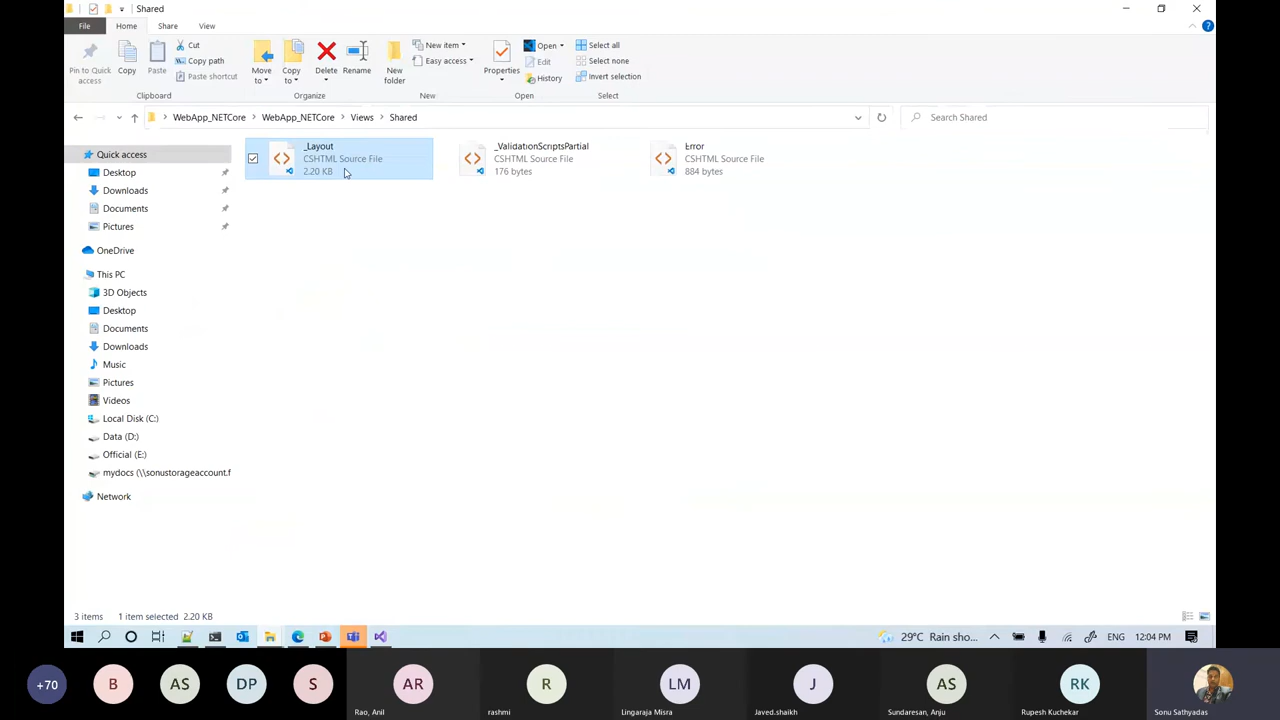 Shared
File
Home
Share
View
Pin to Quick access
Copy
Paste
Cut
Copy path
Paste shortcut
Clipboard
Move to
Copy to
Delete
Rename
Organize
New folder
New item
Easy access
New
Properties
Open
Edit
History
Open
Select all
Select none
Invert selection
Select
WebApp_NETCore
WebApp_NETCore
Views
Shared
Search Shared
Quick access
Desktop
Downloads
Documents
Pictures
OneDrive
This PC
3D Objects
Desktop
Documents
Downloads
Music
Pictures
Videos
Local Disk (C:)
Data (D:)
Official (E:)
mydocs (\\sonustorageaccount.f
Network
_Layout
CSHTML Source File
2.20 KB
_ValidationScriptsPartial
CSHTML Source File
176 bytes
Error
CSHTML Source File
884 bytes
3 items
1 item selected 2.20 KB
29°C Rain sho...
ENG
12:04 PM
+70
B
AS
DP
S
AR
Rao, Anil
R
rashmi
LM
Lingaraja Misra
J
Javed.shaikh
AS
Sundaresan, Anju
RK
Rupesh Kuchekar
Sonu Sathyadas